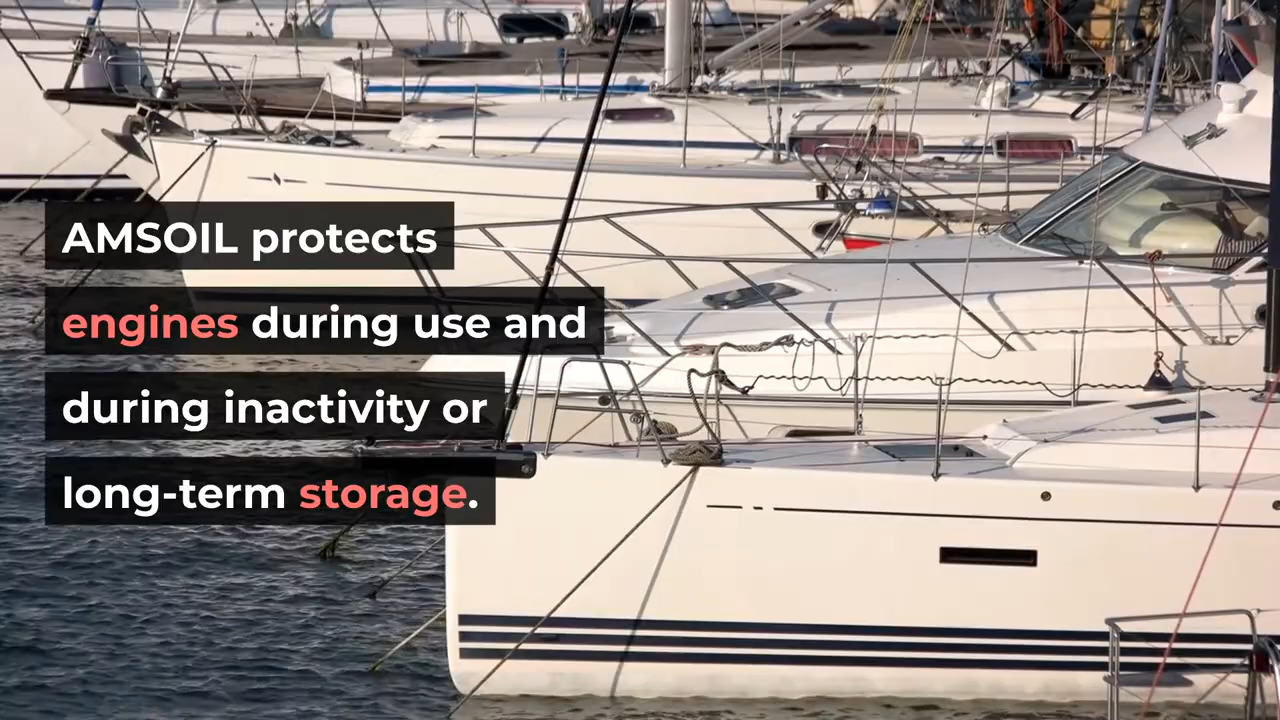 AMSOIL protects
engines during use and
during inactivity or
long-term storage.